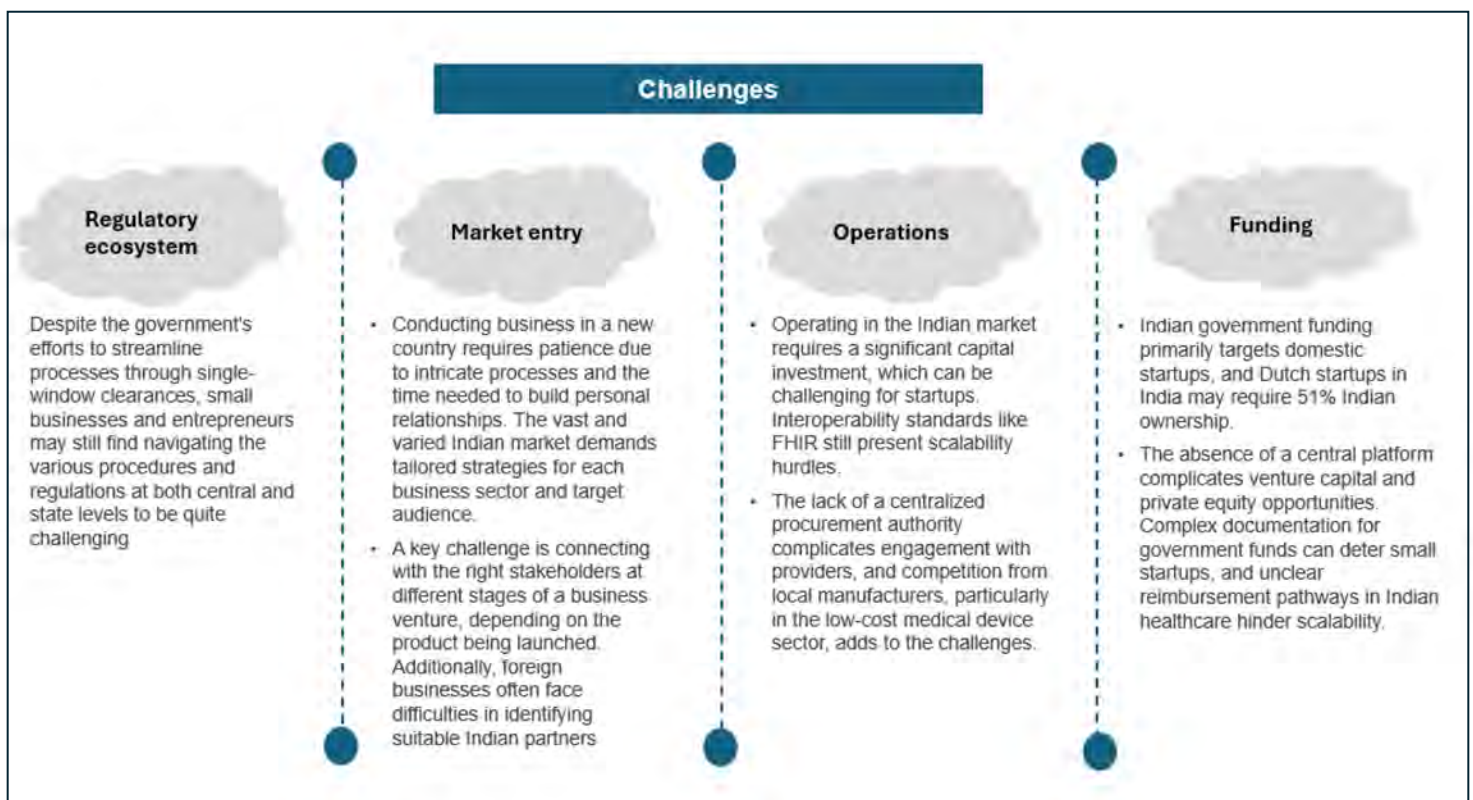 Challenges
Regulatory
ecosystem
Despite the government's
efforts to streamline
processes through single-
window clearances, small
businesses and entrepreneurs
may still find navigating the
various procedures and
regulations at both central and
state levels to be quite
challenging
Market entry
• Conducting business in a new
country requires patience due
to intricate processes and the
time needed to build personal
relationships. The vast and
varied Indian market demands
tailored strategies for each
business sector and target
audience.
• A key challenge is connecting
with the right stakeholders at
different stages of a business
venture, depending on the
product being launched.
Additionally, foreign
businesses often face
difficulties in identifying
suitable Indian partners
Operations
• Operating in the Indian market
requires a significant capital
investment, which can be
challenging for startups.
Interoperability standards like
FHIR still present scalability
hurdles.
• The lack of a centralized
procurement authority
complicates engagement with
providers, and competition from
local manufacturers, particularly
in the low-cost medical device
sector, adds to the challenges.
Funding
• Indian government funding
primarily targets domestic
startups, and Dutch startups in
India may require 51% Indian
ownership.
• The absence of a central platform
complicates venture capital and
private equity opportunities.
Complex documentation for
government funds can deter small
startups, and unclear
reimbursement pathways in Indian
healthcare hinder scalability.